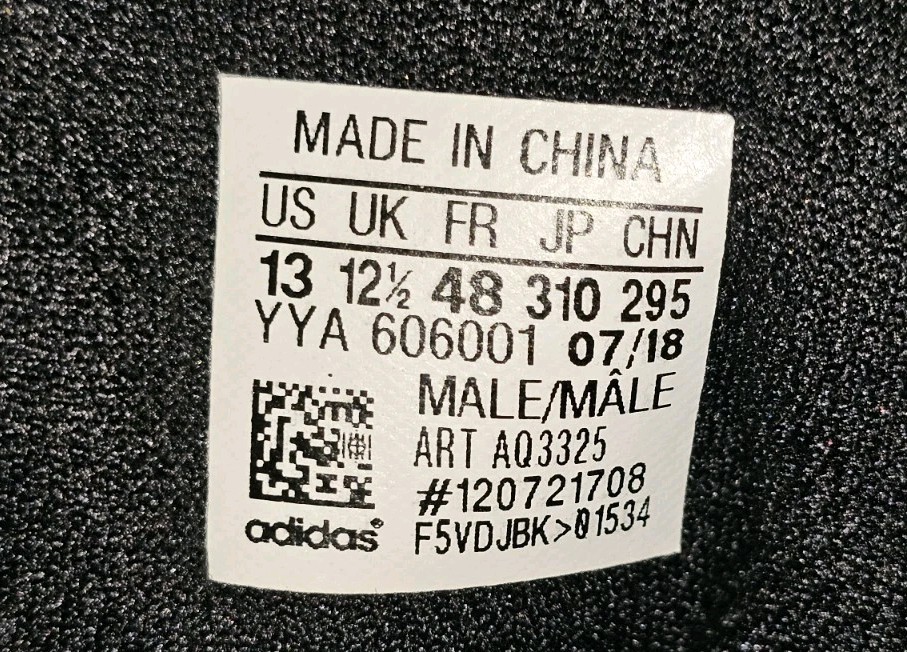 MADE IN CHINA
US UK FR JP CHN
13 12½ 48 310 295
YYA 606001 07/18
MALE/MÂLE
ART AQ3325
#120721708
adidas® F5VDJBK>01534